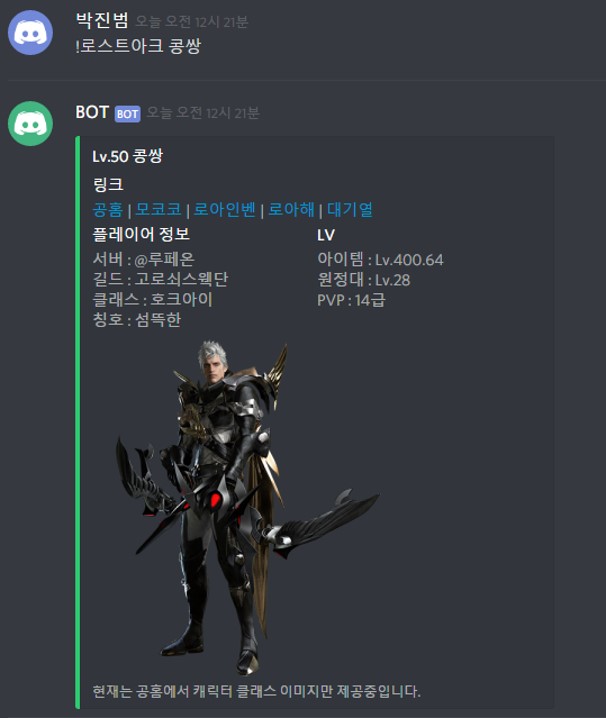 박진범 오늘 오전 12시 21분
!로스트아크 콩쌍
BOT BOT 오늘 오전 12시 21분
Lv.50 콩쌍
링크
공홈 | 모코코 | 로아인벤 | 로아해 | 대기열
플레이어 정보 LV
서버 : @루페온 아이템 : Lv.400.64
길드 : 고로쇠스웩단 원정대 : Lv.28
클래스 : 호크아이 PVP : 14급
칭호 : 섬뜩한
현재는 공홈에서 캐릭터 클래스 이미지만 제공중입니다.